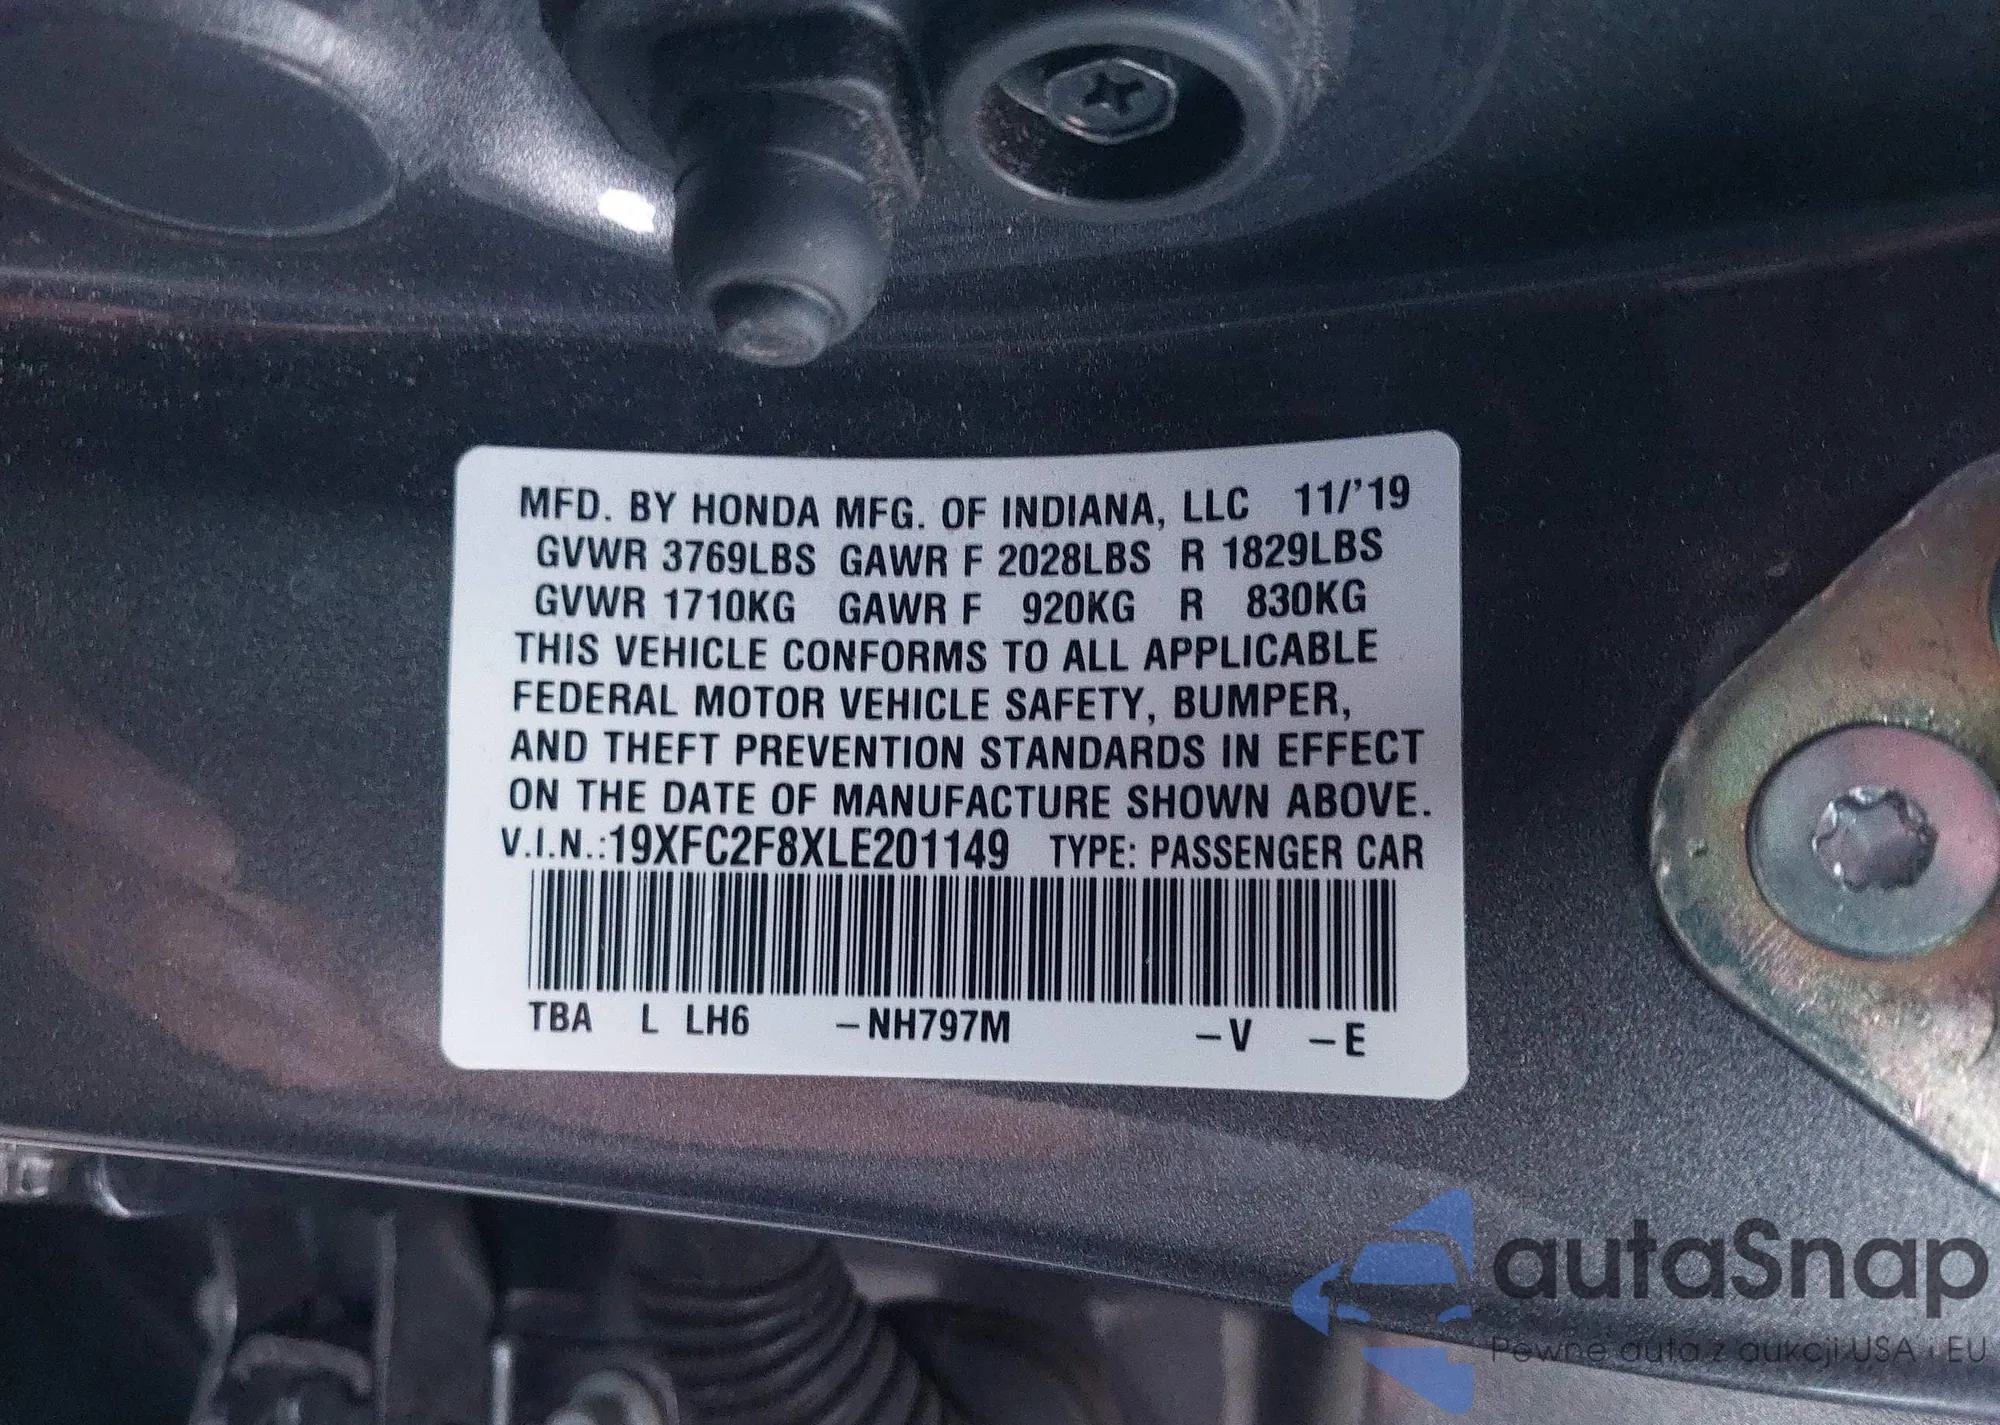 MFD. BY HONDA MFG. OF INDIANA, LLC 11/'19
GVWR 3769LBS GAWR F 2028LBS R 1829LBS
GVWR 1710KG GAWR F 920KG R 830KG
THIS VEHICLE CONFORMS TO ALL APPLICABLE
FEDERAL MOTOR VEHICLE SAFETY, BUMPER,
AND THEFT PREVENTION STANDARDS IN EFFECT
ON THE DATE OF MANUFACTURE SHOWN ABOVE.
V.I.N.:19XFC2F8XLE201149 TYPE: PASSENGER CAR
TBA L LH6 –NH797M –V –E
autaSnap
Pewne auta z aukcji USA i EU